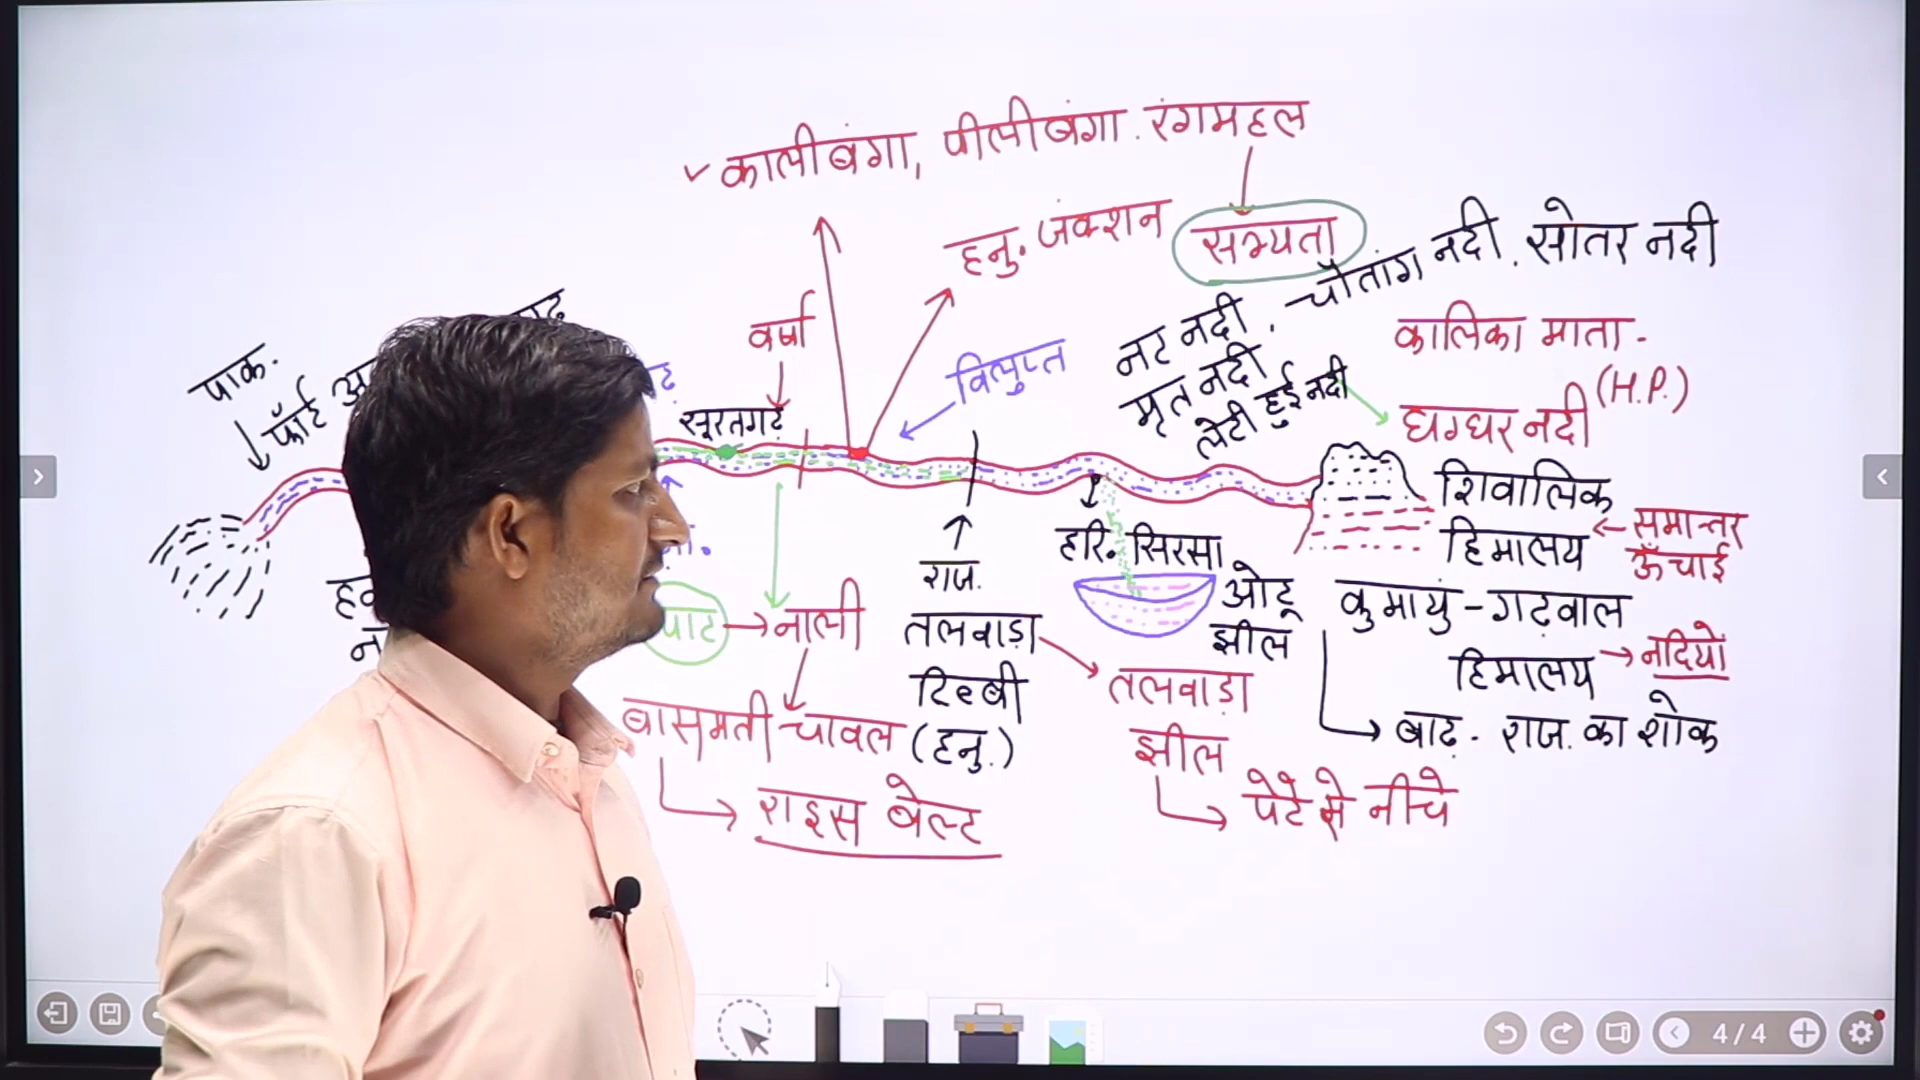 कालीबंगा, पीलीबंगा. रंगमहल
हनु. जंक्शन
सभ्यता
नट नदी. चौतांग नदी. सोतर नदी
मृत नदी
लेटी हुई नदी
कालिका माता -
(H.P.)
घग्घर नदी
वर्षा
विलुप्त
पाक.
फॉर्ट
सूरतगढ़
शिवालिक
हिमालय ← समान्तर
ऊँचाई
हरि. सिरसा
ओटू
झील
राज.
तलवाड़ा
टिब्बी
(हनु.)
कुमायु - गढ़वाल
हिमालय → नदियो
बाढ़ - राज. का शोक
पाट → नाली
बासमती चावल
राइस बेल्ट
तलवाड़ा
झील
पेटे से नीचे
4/4